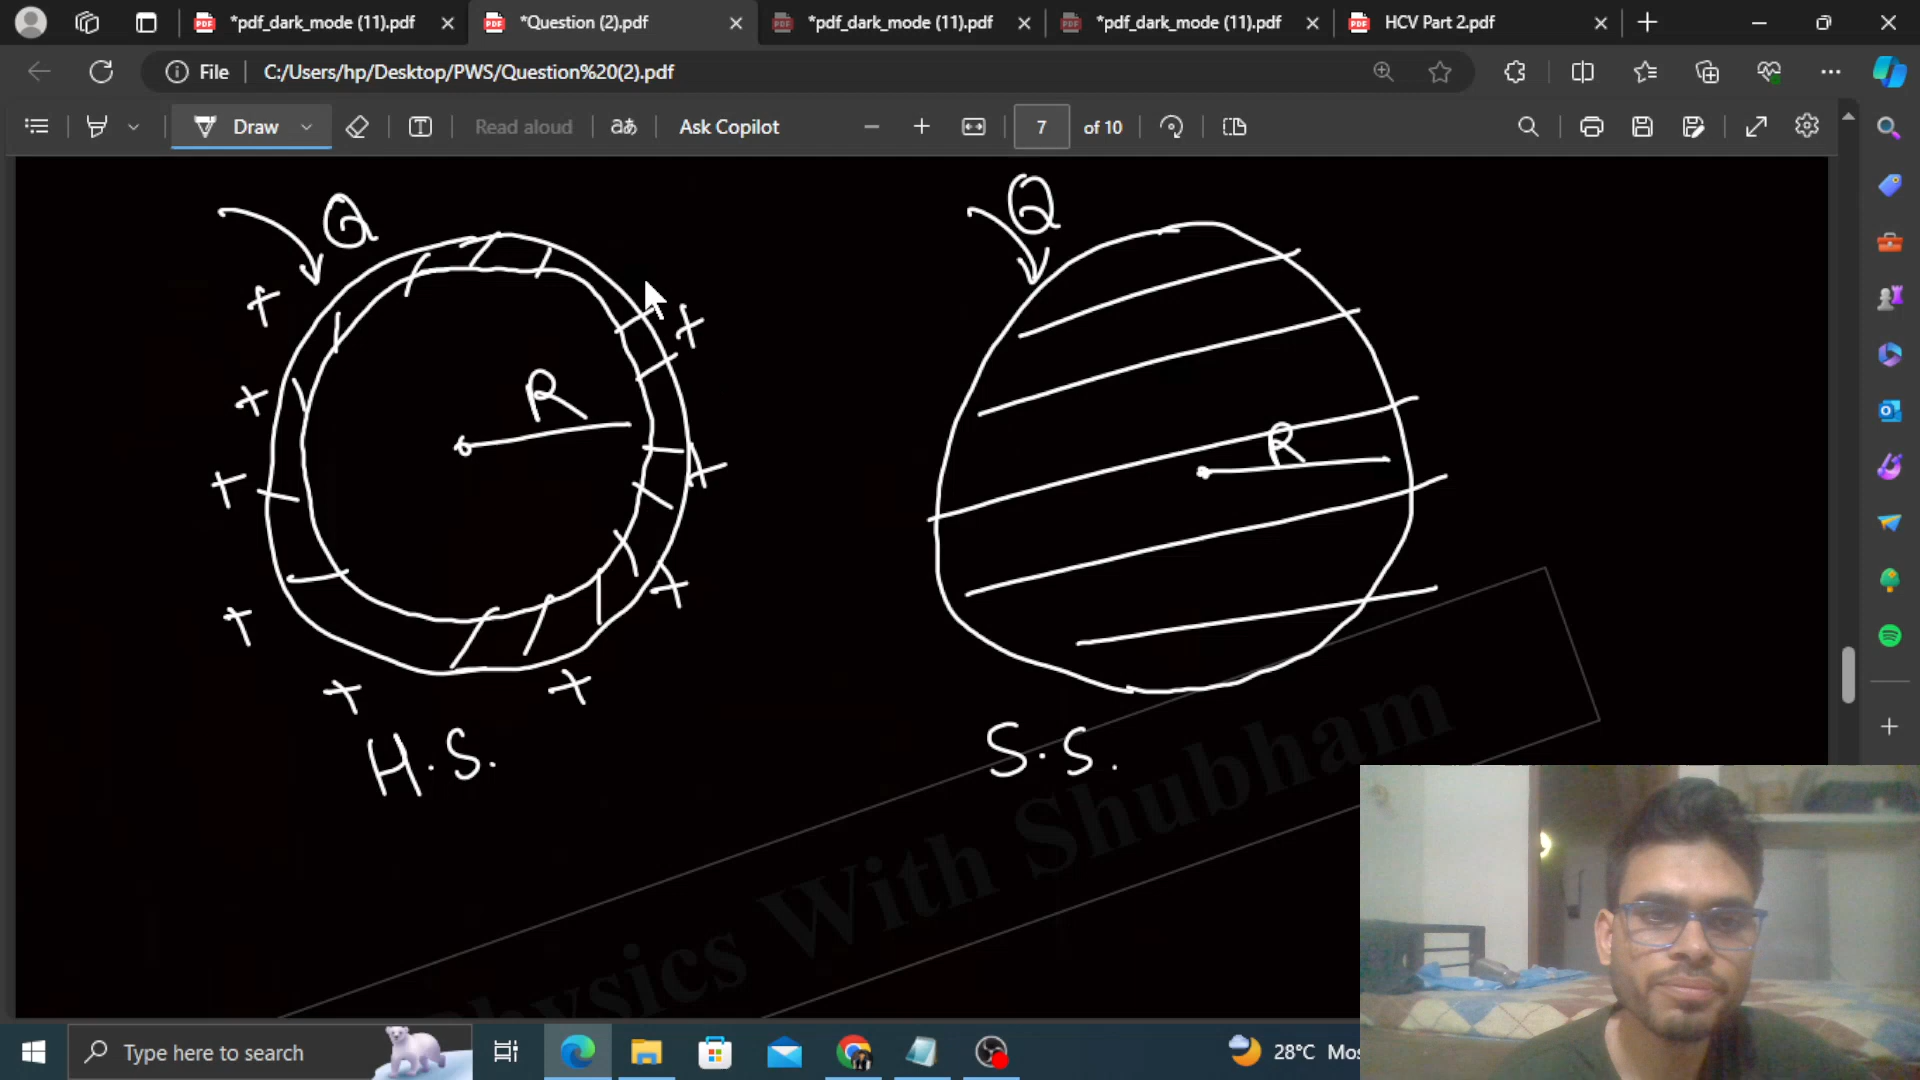 *pdf_dark_mode (11).pdf
*Question (2).pdf
*pdf_dark_mode (11).pdf
*pdf_dark_mode (11).pdf
HCV Part 2.pdf
File
C:/Users/hp/Desktop/PWS/Question%20(2).pdf
Draw
Read aloud
aあ
Ask Copilot
7
of 10
Q
Q
+
+
+
+
+
+
+
+
+
+
R
R
H.S.
S.S.
Physics With Shubham
Type here to search
28°C